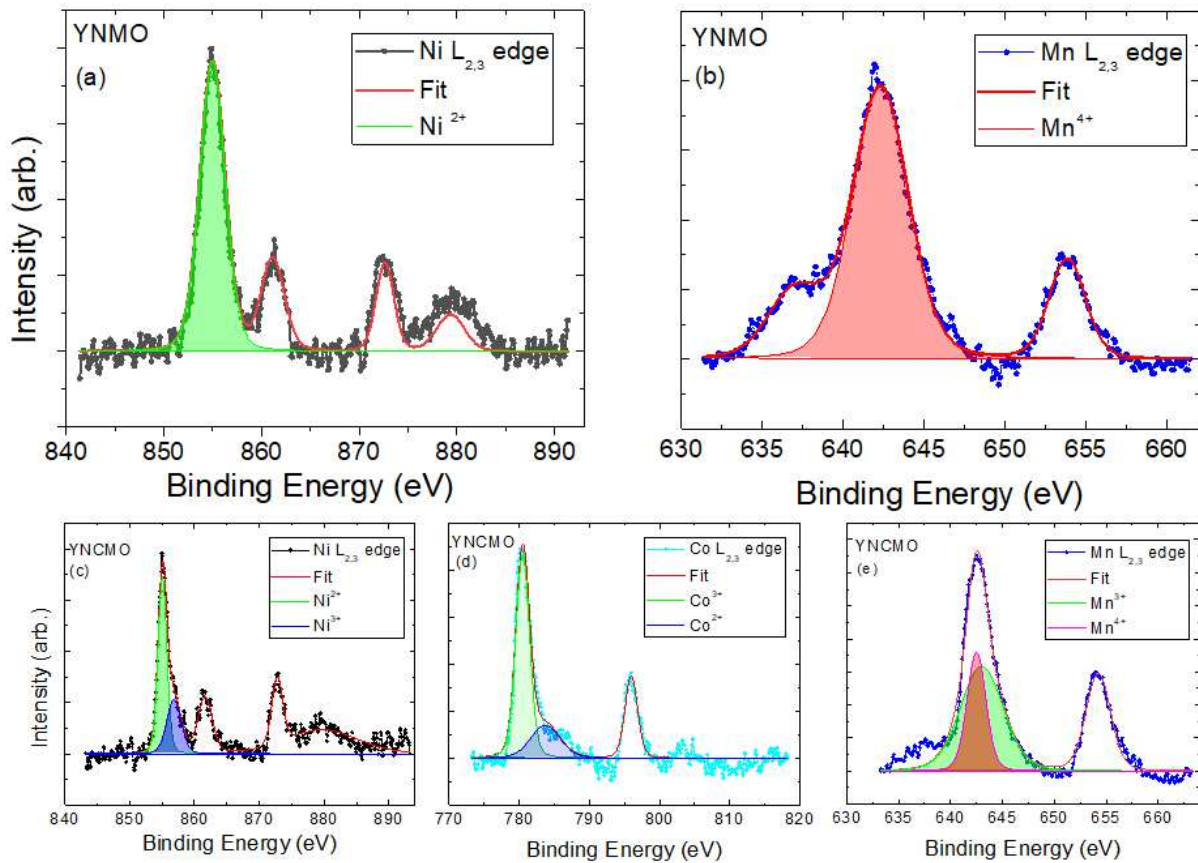 YNMO
(a)
Ni L2,3 edge
Fit
Ni 2+
Intensity (arb.)
840 850 860 870 880 890
Binding Energy (eV)
YNMO
(b)
Mn L2,3 edge
Fit
Mn4+
630 635 640 645 650 655 660
Binding Energy (eV)
YNCMO
(c)
Ni L2,3 edge
Fit
Ni2+
Ni3+
Intensity (arb.)
840 850 860 870 880 890
Binding Energy (eV)
YNCMO
(d)
Co L2,3 edge
Fit
Co3+
Co2+
770 780 790 800 810 820
Binding Energy (eV)
YNCMO
(e)
Mn L2,3 edge
Fit
Mn3+
Mn4+
630 635 640 645 650 655 660
Binding Energy (eV)